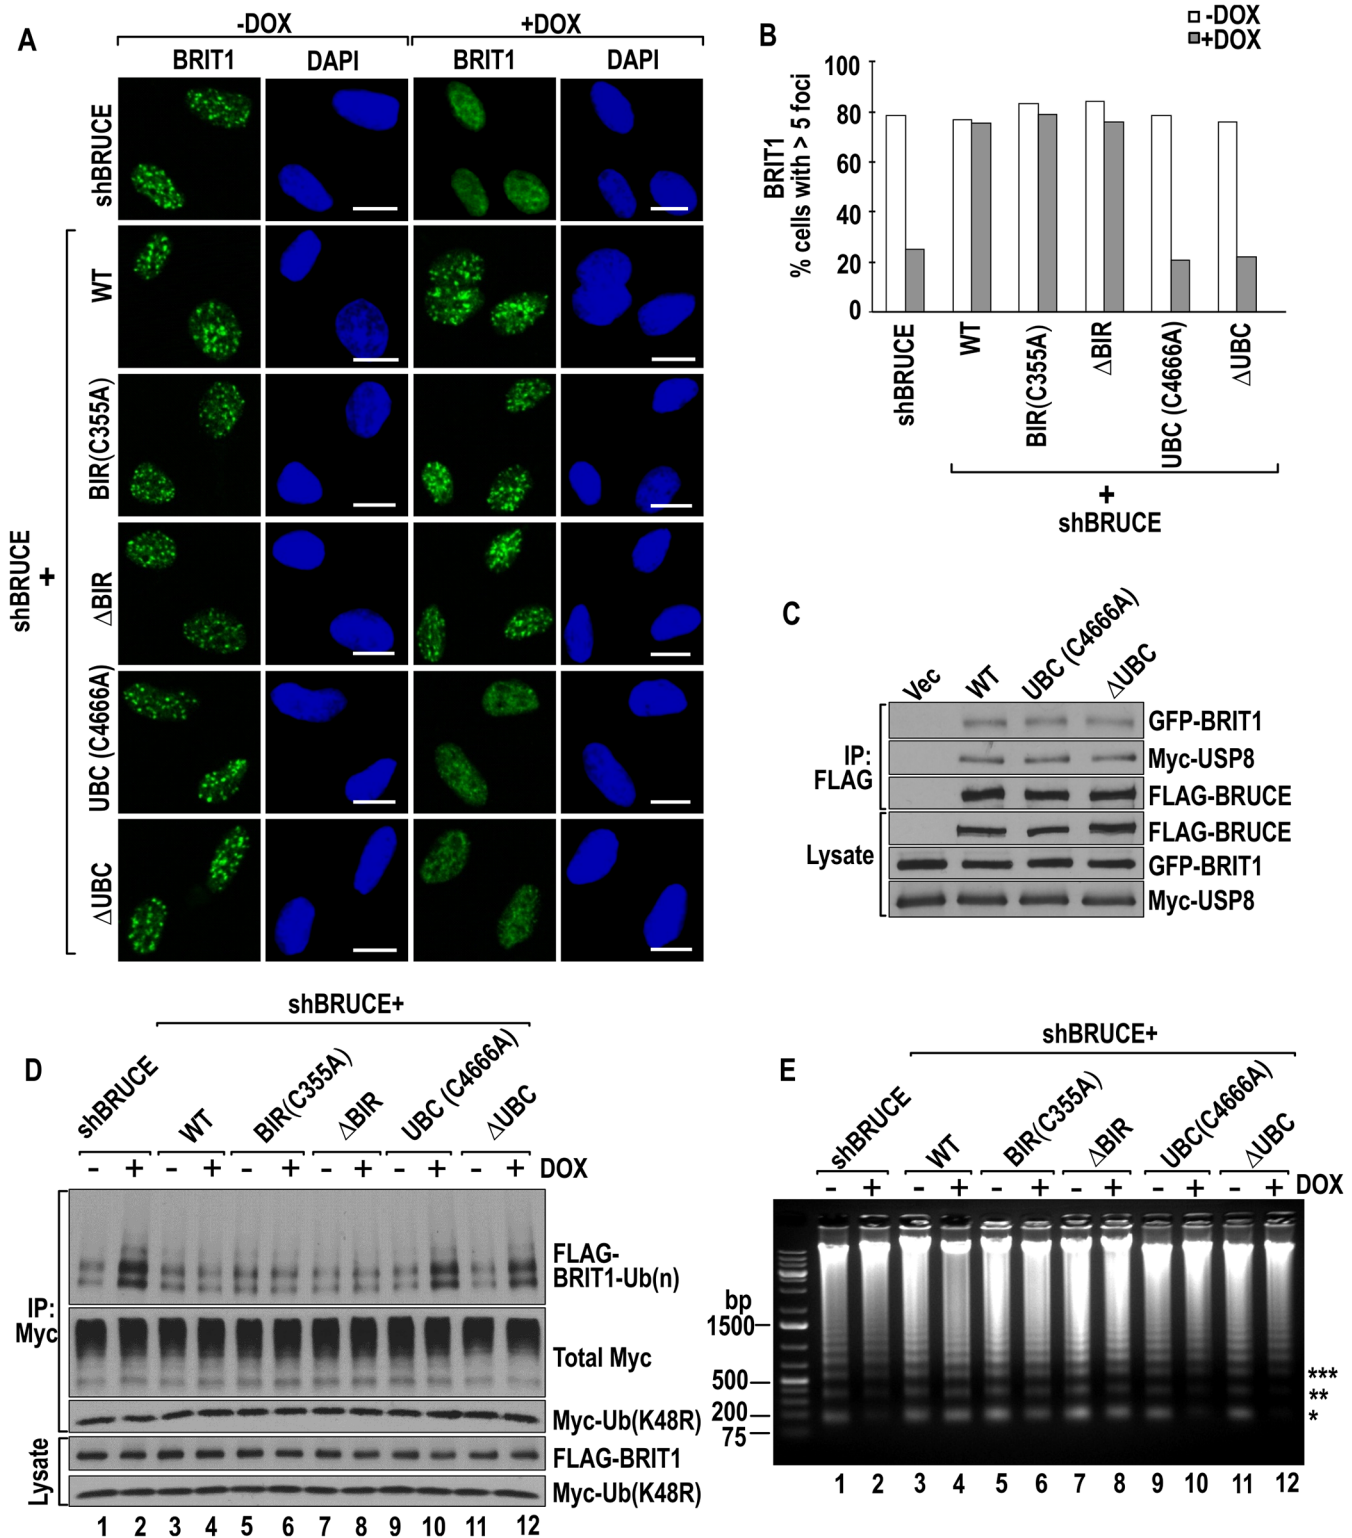 A
-DOX
+DOX
BRIT1
DAPI
BRIT1
DAPI
shBRUCE
WT
BIR(C355A)
ΔBIR
UBC (C4666A)
ΔUBC
shBRUCE
+
B
-DOX
+DOX
BRIT1
% cells with > 5 foci
100
80
60
40
20
0
shBRUCE
WT
BIR(C355A)
ΔBIR
UBC (C4666A)
ΔUBC
+
shBRUCE
C
Vec
WT
UBC (C4666A)
ΔUBC
IP:
FLAG
GFP-BRIT1
Myc-USP8
FLAG-BRUCE
Lysate
FLAG-BRUCE
GFP-BRIT1
Myc-USP8
D
shBRUCE+
shBRUCE
WT
BIR(C355A)
ΔBIR
UBC (C4666A)
ΔUBC
- + - + - + - + - + - + DOX
IP:
Myc
FLAG-
BRIT1-Ub(n)
Total Myc
Myc-Ub(K48R)
Lysate
FLAG-BRIT1
Myc-Ub(K48R)
1 2 3 4 5 6 7 8 9 10 11 12
E
shBRUCE+
shBRUCE
WT
BIR(C355A)
ΔBIR
UBC(C4666A)
ΔUBC
- + - + - + - + - + - + DOX
bp
1500
500
200
75
***
**
*
1 2 3 4 5 6 7 8 9 10 11 12